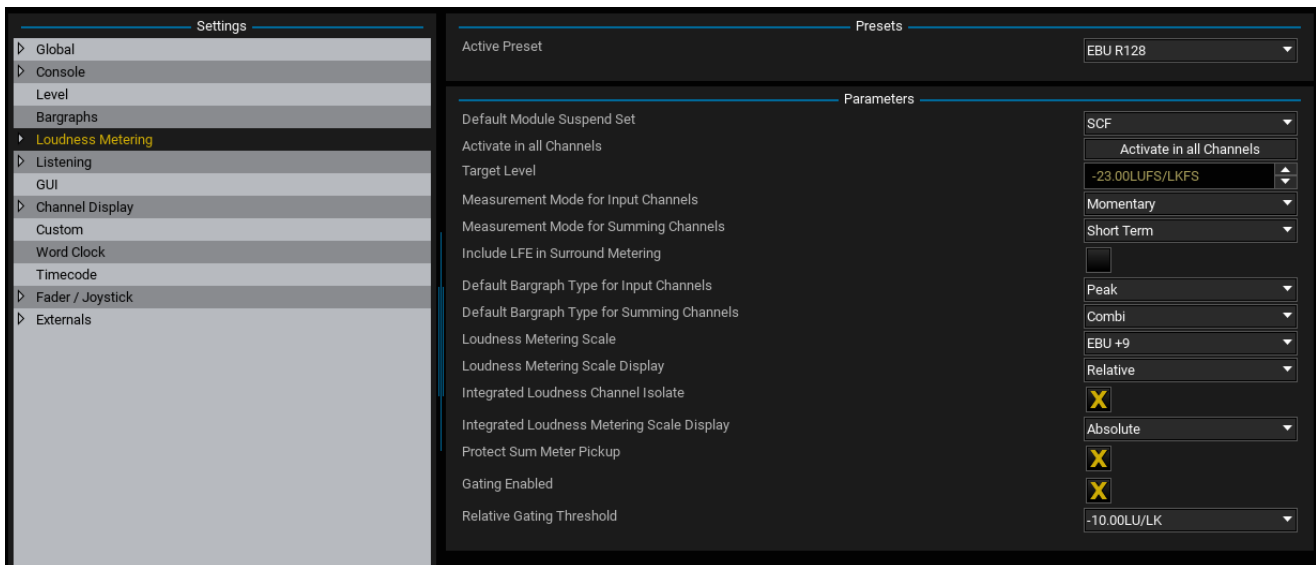 Settings
Global
Console
Level
Bargraphs
Loudness Metering
Listening
GUI
Channel Display
Custom
Word Clock
Timecode
Fader / Joystick
Externals
Presets
Active Preset EBU R128
Parameters
Default Module Suspend Set SCF
Activate in all Channels Activate in all Channels
Target Level -23.00LUFS/LKFS
Measurement Mode for Input Channels Momentary
Measurement Mode for Summing Channels Short Term
Include LFE in Surround Metering
Default Bargraph Type for Input Channels Peak
Default Bargraph Type for Summing Channels Combi
Loudness Metering Scale EBU +9
Loudness Metering Scale Display Relative
Integrated Loudness Channel Isolate X
Integrated Loudness Metering Scale Display Absolute
Protect Sum Meter Pickup X
Gating Enabled X
Relative Gating Threshold -10.00LU/LK